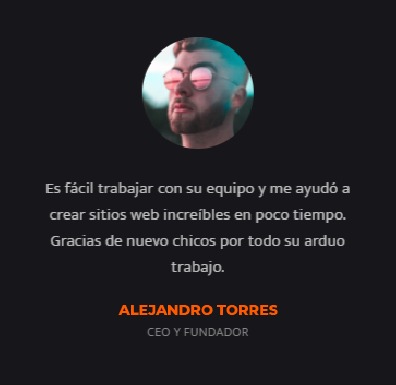 Es fácil trabajar con su equipo y me ayudó a
crear sitios web increíbles en poco tiempo.
Gracias de nuevo chicos por todo su arduo
trabajo.
ALEJANDRO TORRES
CEO Y FUNDADOR